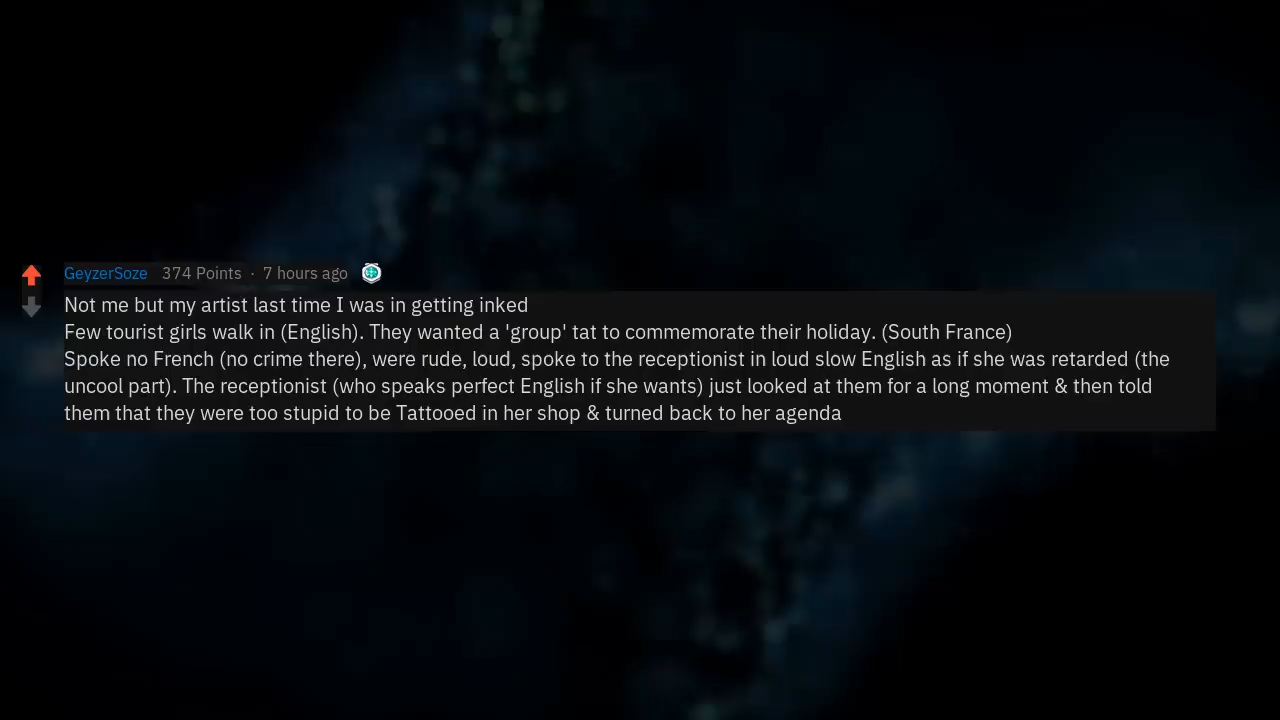 GeyzerSoze 374 Points · 7 hours ago
Not me but my artist last time I was in getting inked
Few tourist girls walk in (English). They wanted a 'group' tat to commemorate their holiday. (South France)
Spoke no French (no crime there), were rude, loud, spoke to the receptionist in loud slow English as if she was retarded (the
uncool part). The receptionist (who speaks perfect English if she wants) just looked at them for a long moment & then told
them that they were too stupid to be Tattooed in her shop & turned back to her agenda